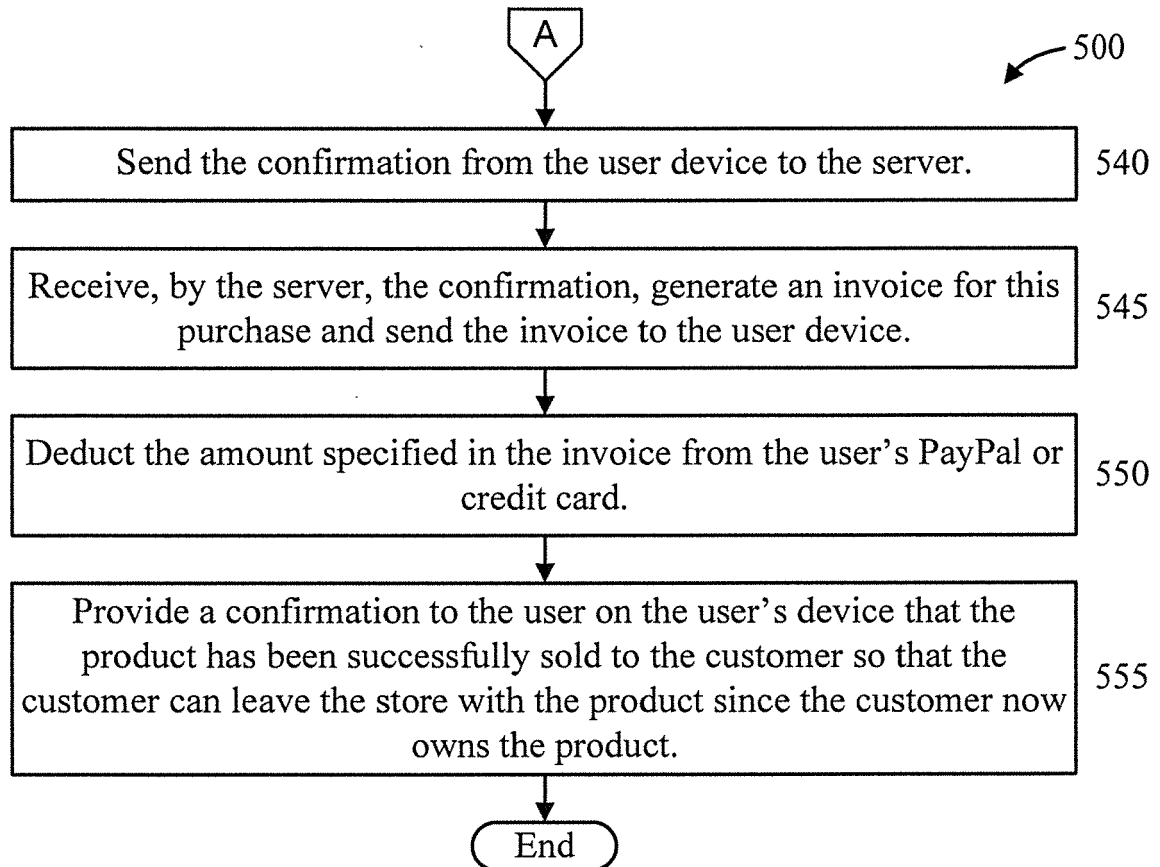 A
500
Send the confirmation from the user device to the server.
540
Receive, by the server, the confirmation, generate an invoice for this
purchase and send the invoice to the user device.
545
Deduct the amount specified in the invoice from the user's PayPal or
credit card.
550
Provide a confirmation to the user on the user's device that the
product has been successfully sold to the customer so that the
customer can leave the store with the product since the customer now
owns the product.
555
End